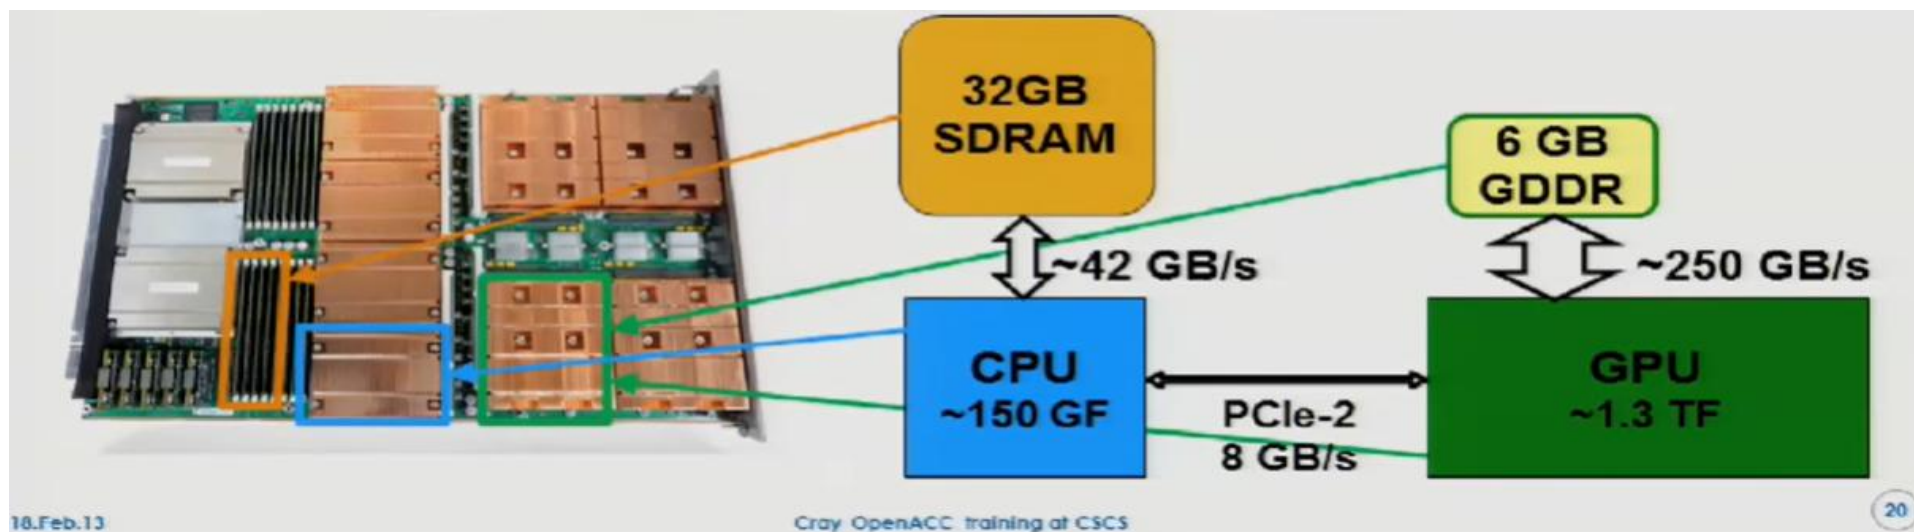 32GB
SDRAM
6 GB
GDDR
~42 GB/s
~250 GB/s
CPU
~150 GF
PCIe-2
8 GB/s
GPU
~1.3 TF
18.Feb.13
Cray OpenACC training at CSCS
20